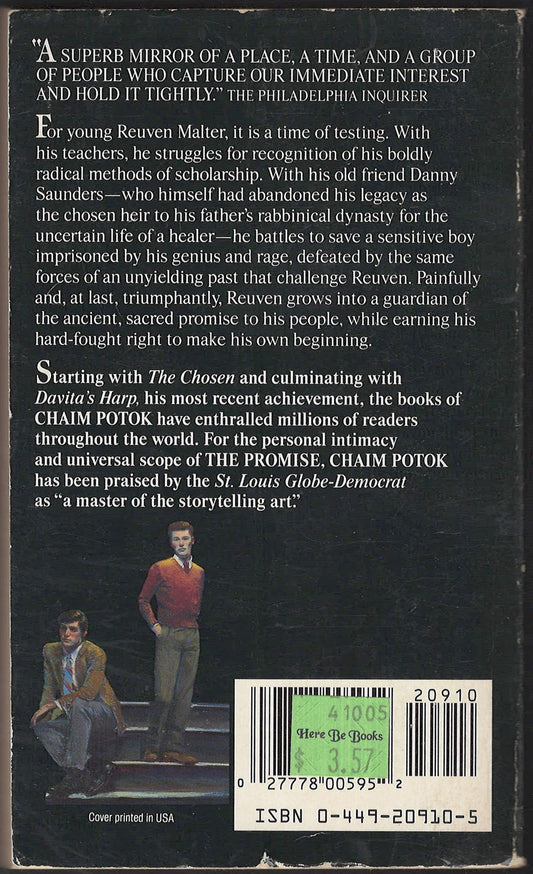 "A SUPERB MIRROR OF A PLACE, A TIME, AND A GROUP
OF PEOPLE WHO CAPTURE OUR IMMEDIATE INTEREST
AND HOLD IT TIGHTLY." THE PHILADELPHIA INQUIRER
For young Reuven Malter, it is a time of testing. With
his teachers, he struggles for recognition of his boldly
radical methods of scholarship. With his old friend Danny
Saunders—who himself had abandoned his legacy as
the chosen heir to his father's rabbinical dynasty for the
uncertain life of a healer—he battles to save a sensitive boy
imprisoned by his genius and rage, defeated by the same
forces of an unyielding past that challenge Reuven. Painfully
and, at last, triumphantly, Reuven grows into a guardian of
the ancient, sacred promise to his people, while earning his
hard-fought right to make his own beginning.
Starting with The Chosen and culminating with
Davita's Harp, his most recent achievement, the books of
CHAIM POTOK have enthralled millions of readers
throughout the world. For the personal intimacy
and universal scope of THE PROMISE, CHAIM POTOK
has been praised by the St. Louis Globe-Democrat
as "a master of the storytelling art."
20910
41005
Here Be Books
$ 3.57
0 27778 00595 2
ISBN 0-449-20910-5
Cover printed in USA